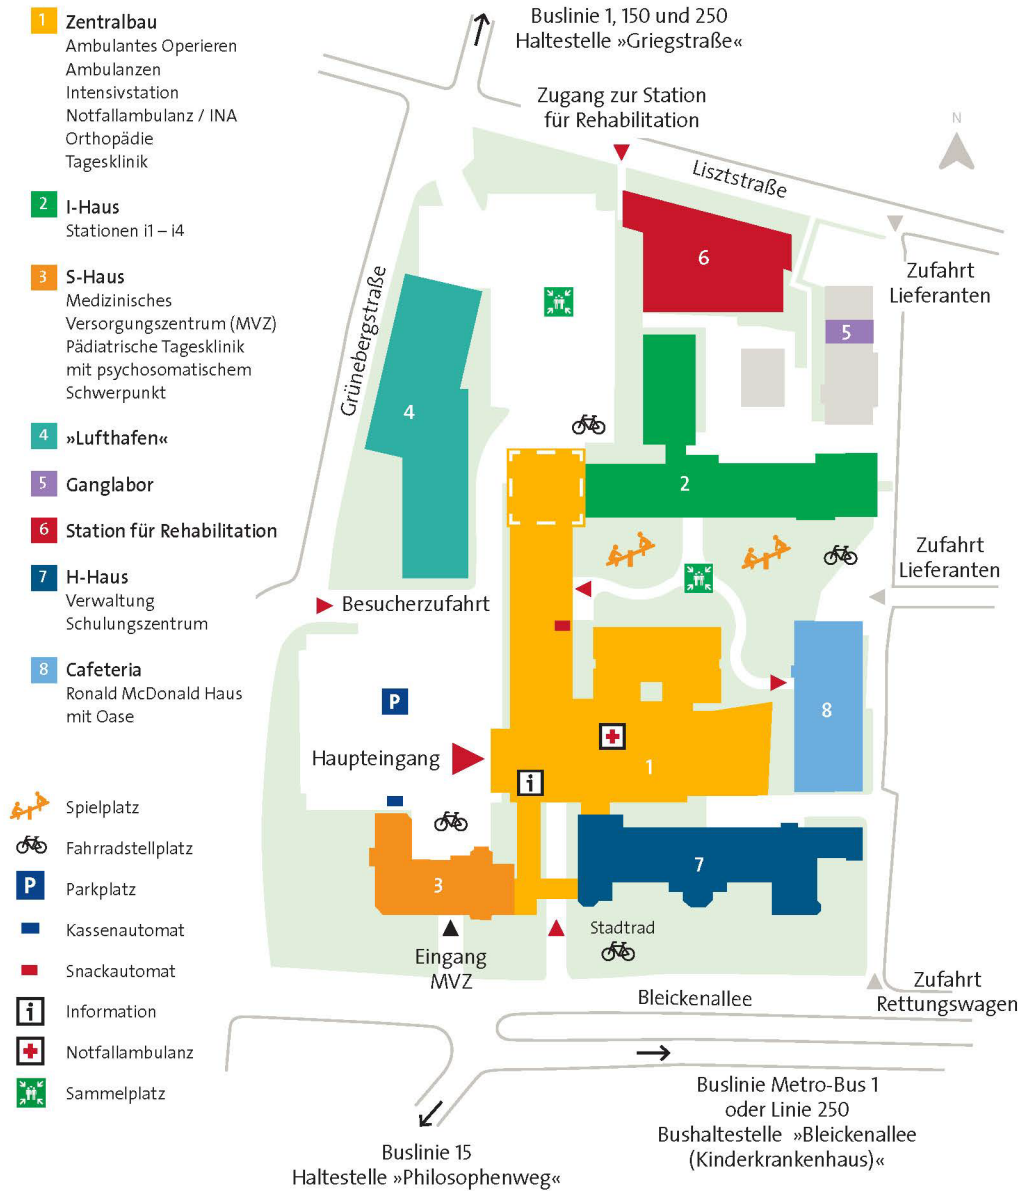 1 Zentralbau
Ambulantes Operieren
Ambulanzen
Intensivstation
Notfallambulanz / INA
Orthopädie
Tagesklinik
2 I-Haus
Stationen i1 – i4
3 S-Haus
Medizinisches
Versorgungszentrum (MVZ)
Pädiatrische Tagesklinik
mit psychosomatischem
Schwerpunkt
4 »Lufthafen«
5 Ganglabor
6 Station für Rehabilitation
7 H-Haus
Verwaltung
Schulungszentrum
8 Cafeteria
Ronald McDonald Haus
mit Oase
Spielplatz
Fahrradstellplatz
P Parkplatz
Kassenautomat
Snackautomat
i Information
Notfallambulanz
Sammelplatz
Buslinie 1, 150 und 250
Haltestelle »Griegstraße«
Zugang zur Station
für Rehabilitation
N
Lisztstraße
Zufahrt
Lieferanten
6
5
Grünebergstraße
4
2
Zufahrt
Lieferanten
Besucherzufahrt
P
8
Haupteingang
1
i
3
7
Stadtrad
Eingang
MVZ
Zufahrt
Rettungswagen
Bleickenallee
Buslinie Metro-Bus 1
oder Linie 250
Bushaltestelle »Bleickenallee
(Kinderkrankenhaus)«
Buslinie 15
Haltestelle »Philosophenweg«